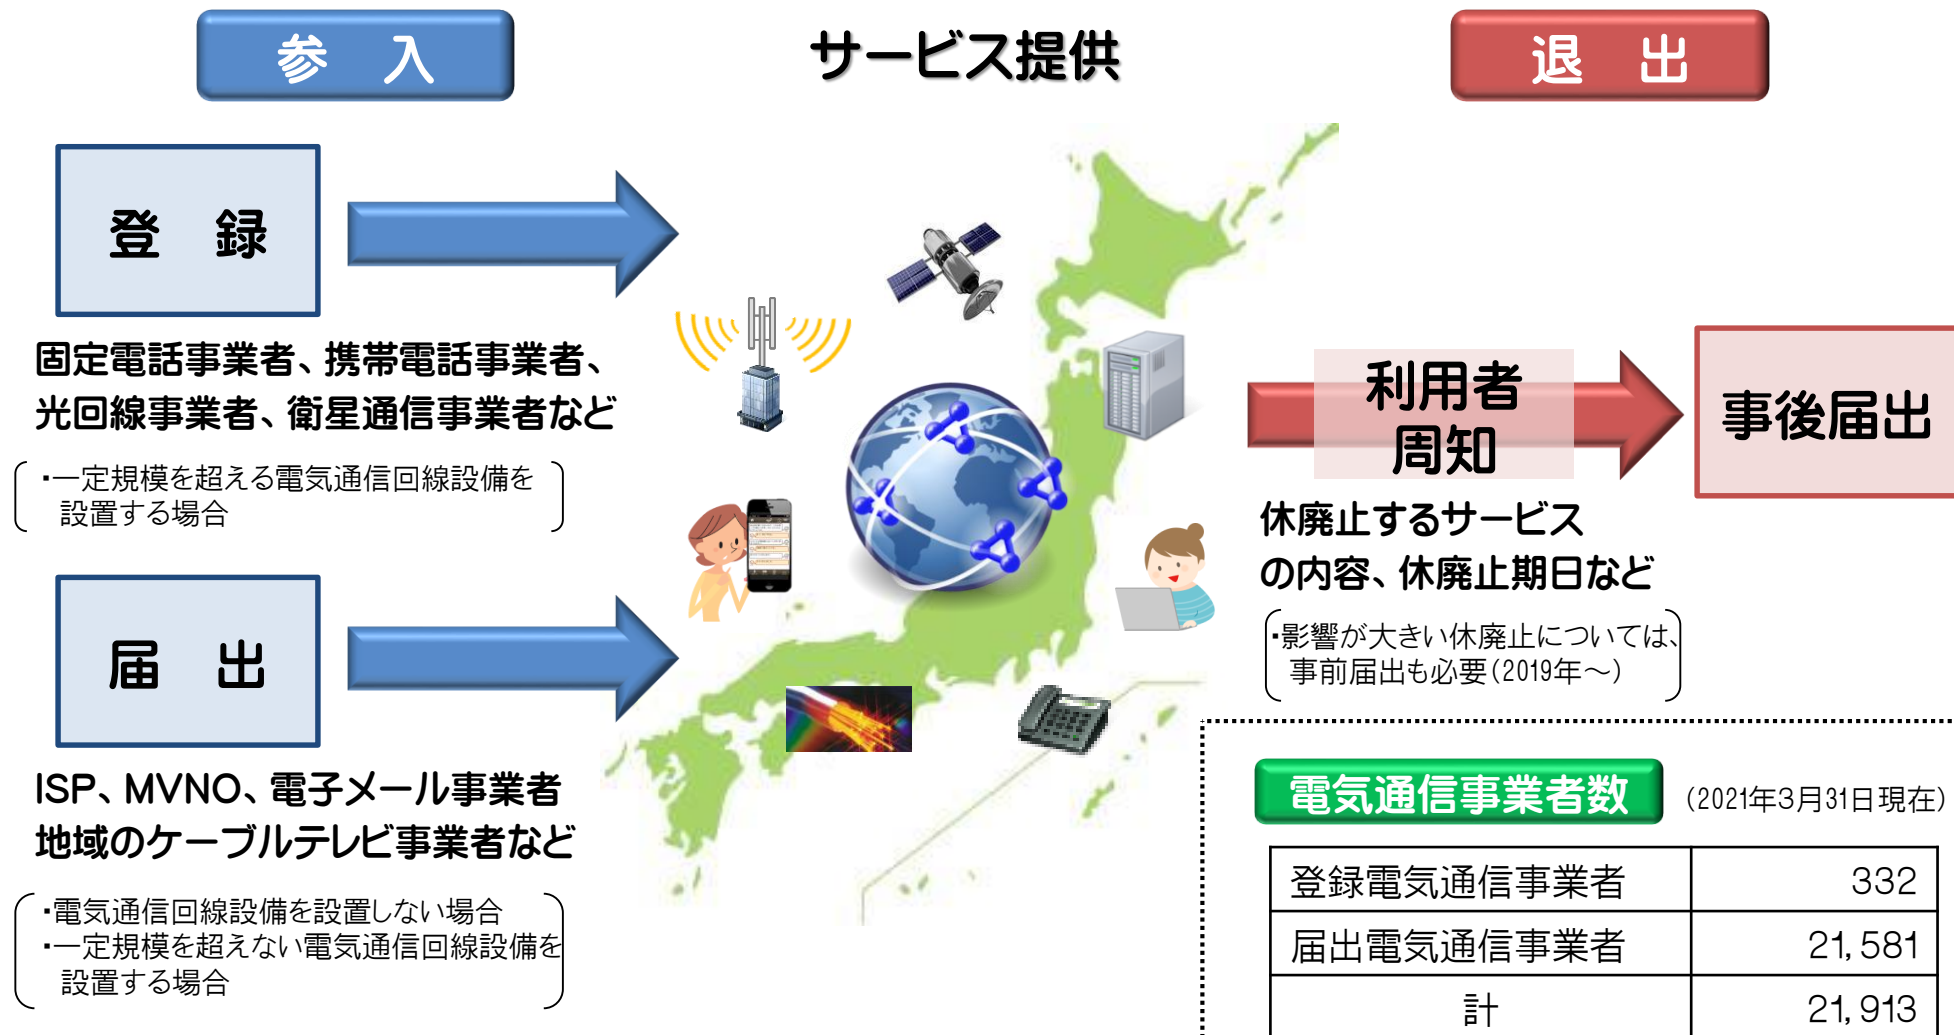 参　入
サービス提供
退　出
登　録
固定電話事業者、携帯電話事業者、
光回線事業者、衛星通信事業者など
・一定規模を超える電気通信回線設備を
設置する場合
届　出
ISP、MVNO、電子メール事業者
地域のケーブルテレビ事業者など
・電気通信回線設備を設置しない場合
・一定規模を超えない電気通信回線設備を
設置する場合
利用者
周知
事後届出
休廃止するサービス
の内容、休廃止期日など
・影響が大きい休廃止については、
事前届出も必要（2019年～）
電気通信事業者数　（2021年3月31日現在）
登録電気通信事業者　332
届出電気通信事業者　21,581
計　21,913